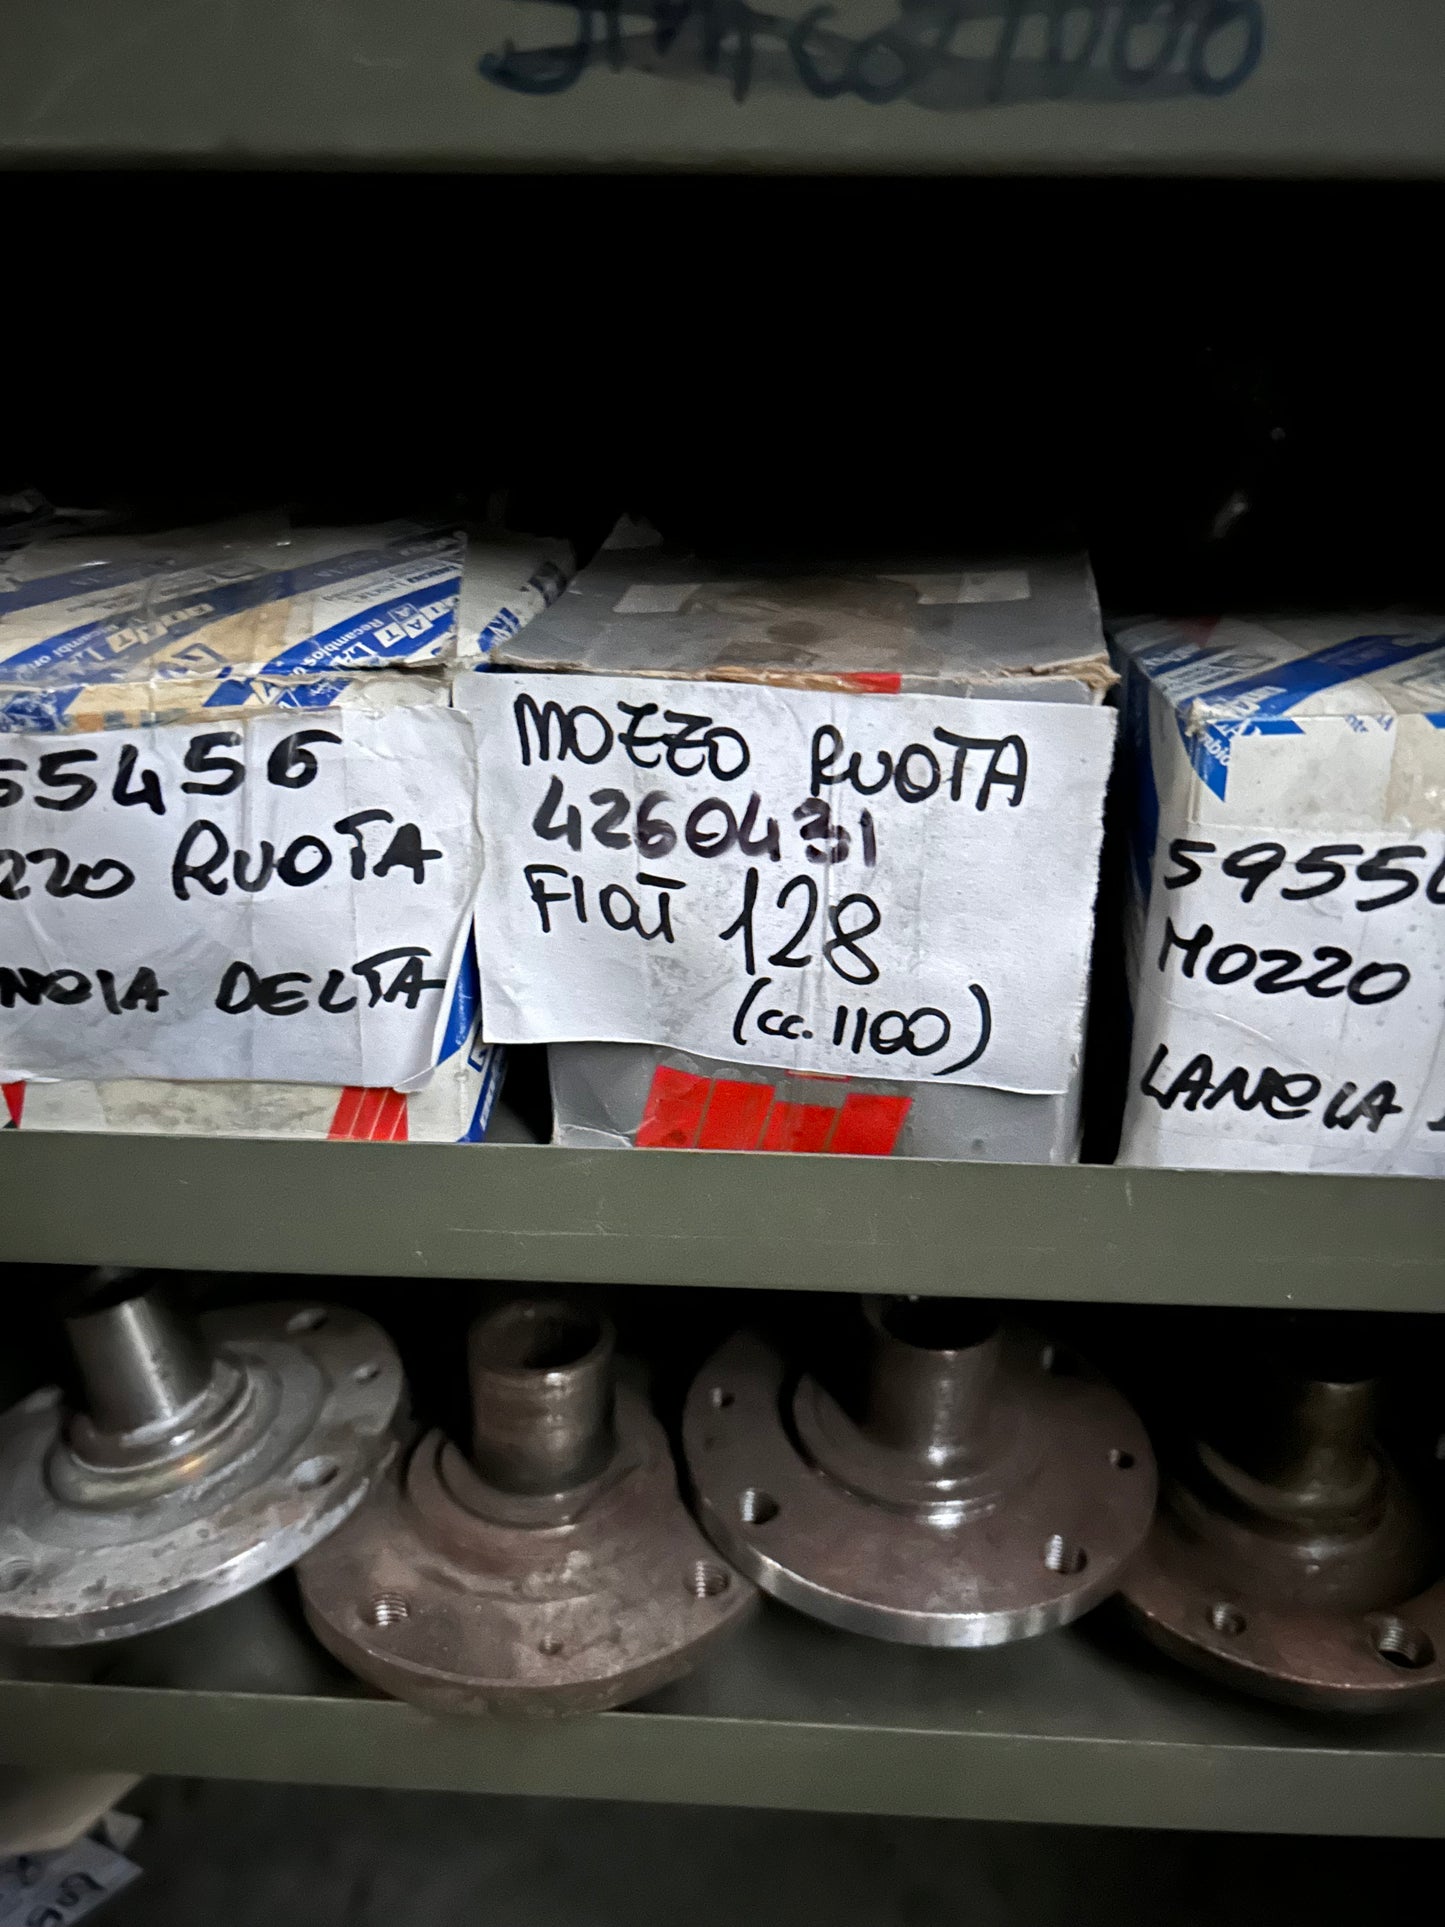 55456
ZZO RUOTA
NCIA DELTA
MOZZO RUOTA
4260431
FIAT 128
(cc. 1100)
5955
MOZZO
LANCIA